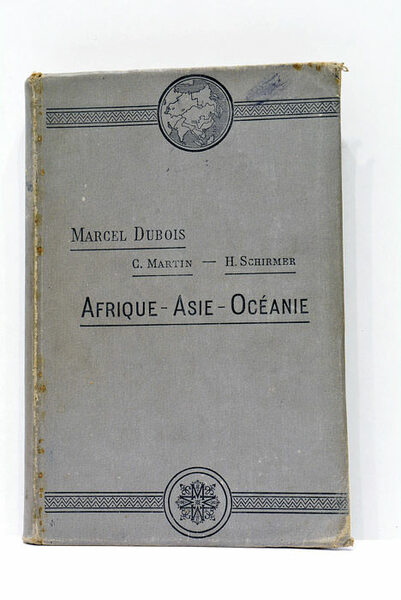 MARCEL DUBOIS
C. MARTIN — H. SCHIRMER
AFRIQUE - ASIE - OCÉANIE